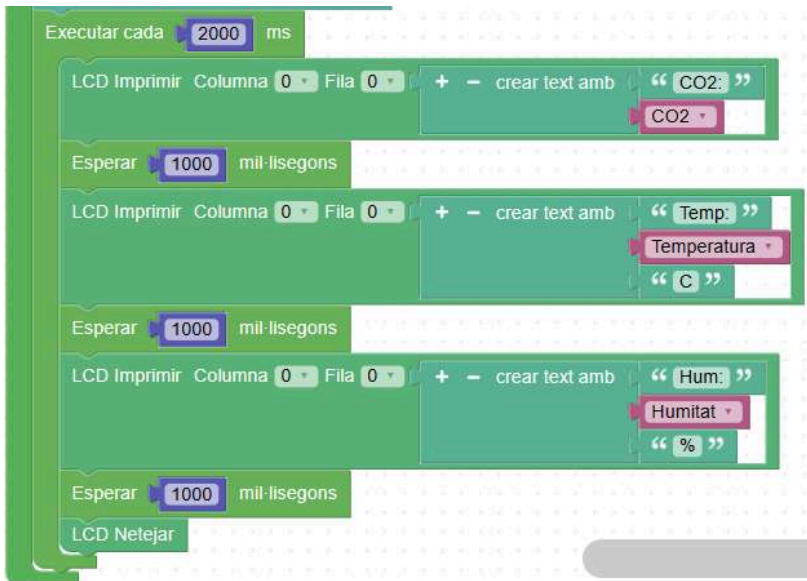 Executar cada 2000 ms
LCD Imprimir Columna 0 Fila 0 + − crear text amb “ CO2: ”
CO2
Esperar 1000 mil·lisegons
LCD Imprimir Columna 0 Fila 0 + − crear text amb “ Temp: ”
Temperatura
“ C ”
Esperar 1000 mil·lisegons
LCD Imprimir Columna 0 Fila 0 + − crear text amb “ Hum: ”
Humitat
“ % ”
Esperar 1000 mil·lisegons
LCD Netejar